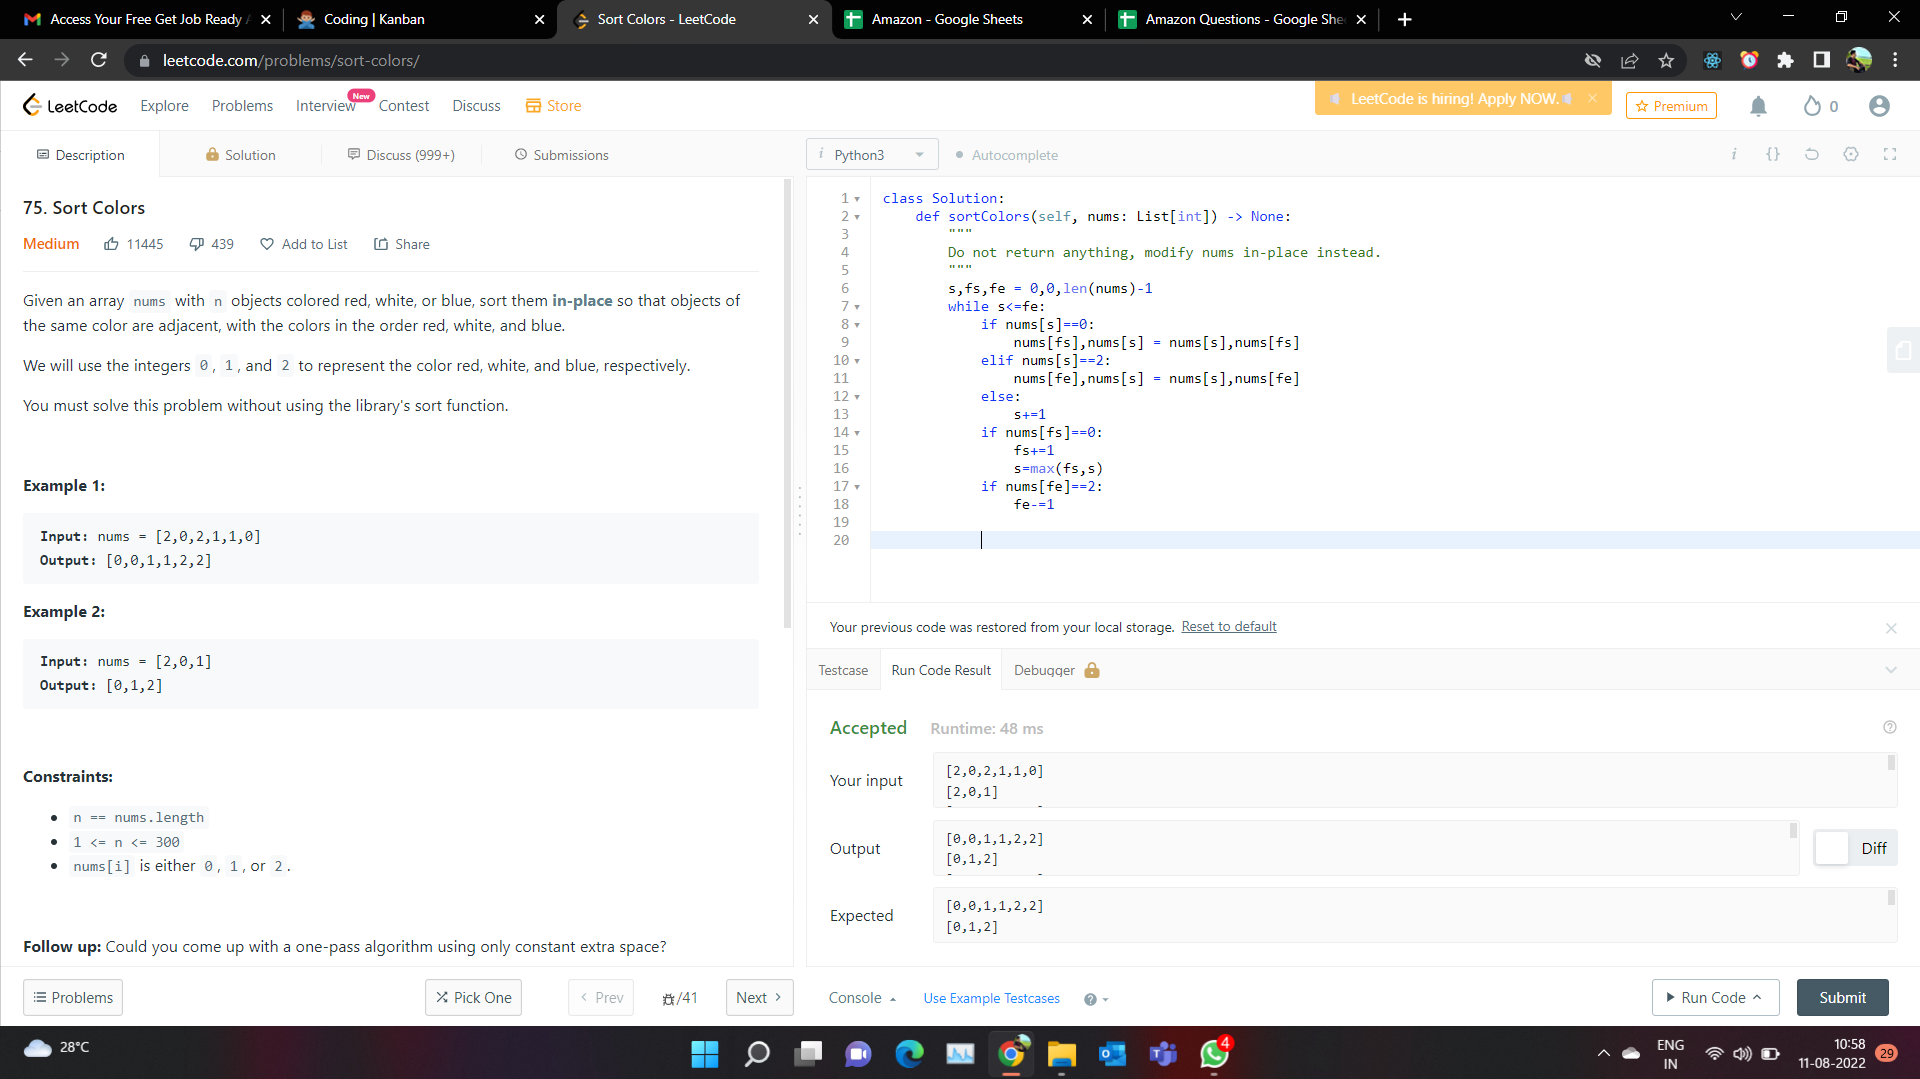 Access Your Free Get Job Ready
Coding | Kanban
Sort Colors - LeetCode
Amazon - Google Sheets
Amazon Questions - Google She
leetcode.com/problems/sort-colors/
LeetCode
Explore
Problems
Interview
New
Contest
Discuss
Store
LeetCode is hiring! Apply NOW.
Premium
0
Description
Solution
Discuss (999+)
Submissions
i Python3
Autocomplete
i {}
75. Sort Colors
Medium 11445 439 Add to List Share
Given an array nums with n objects colored red, white, or blue, sort them in-place so that objects of
the same color are adjacent, with the colors in the order red, white, and blue.
We will use the integers 0, 1, and 2 to represent the color red, white, and blue, respectively.
You must solve this problem without using the library's sort function.
Example 1:
Input: nums = [2,0,2,1,1,0]
Output: [0,0,1,1,2,2]
Example 2:
Input: nums = [2,0,1]
Output: [0,1,2]
Constraints:
n == nums.length
1 <= n <= 300
nums[i] is either 0, 1, or 2.
Follow up: Could you come up with a one-pass algorithm using only constant extra space?
Problems
Pick One
Prev
/41
Next
1 class Solution:
2 def sortColors(self, nums: List[int]) -> None:
3 """
4 Do not return anything, modify nums in-place instead.
5 """
6 s,fs,fe = 0,0,len(nums)-1
7 while s<=fe:
8 if nums[s]==0:
9 nums[fs],nums[s] = nums[s],nums[fs]
10 elif nums[s]==2:
11 nums[fe],nums[s] = nums[s],nums[fe]
12 else:
13 s+=1
14 if nums[fs]==0:
15 fs+=1
16 s=max(fs,s)
17 if nums[fe]==2:
18 fe-=1
19
20
Your previous code was restored from your local storage. Reset to default
Testcase
Run Code Result
Debugger
Accepted Runtime: 48 ms
Your input
[2,0,2,1,1,0]
[2,0,1]
Output
[0,0,1,1,2,2]
[0,1,2]
Diff
Expected
[0,0,1,1,2,2]
[0,1,2]
Console
Use Example Testcases
Run Code
Submit
28°C
4
ENG
IN
10:58
11-08-2022
29